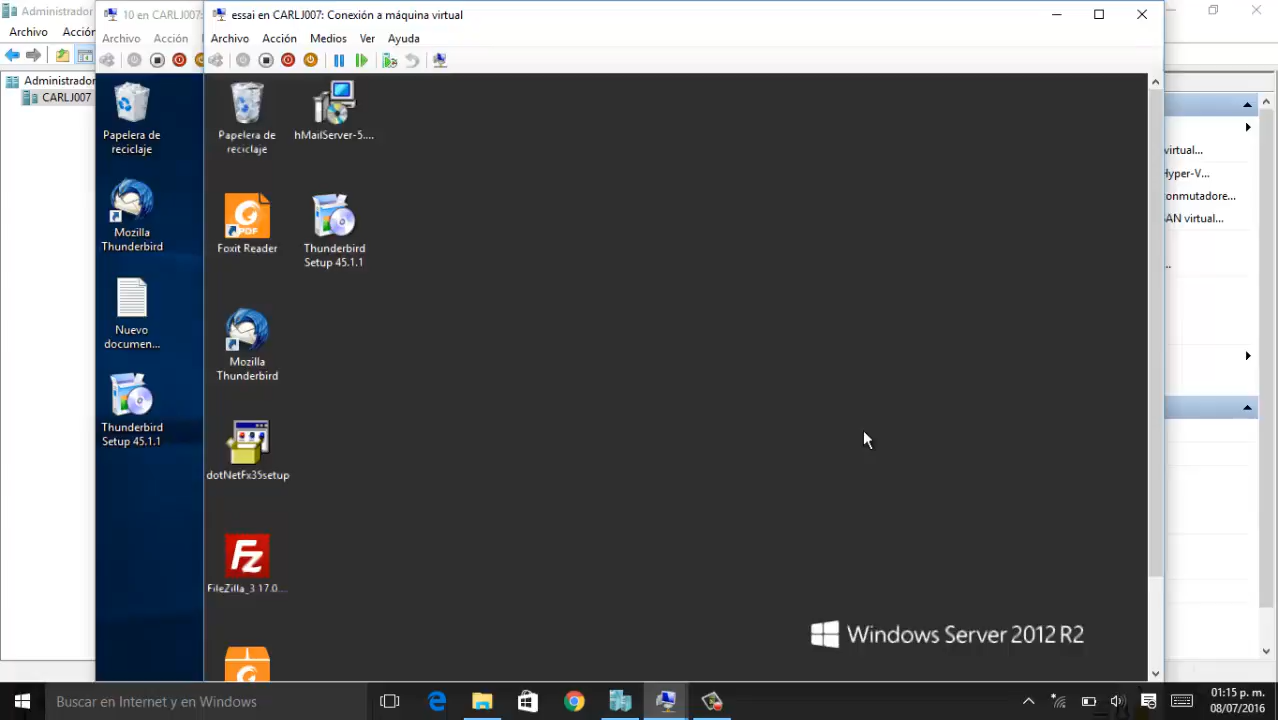 Administrador
10 en CARLJ007:
essai en CARLJ007: Conexión a máquina virtual
Archivo Acción
Archivo Acción
Archivo Acción Medios Ver Ayuda
Administrador
CARLJ007
Papelera de
reciclaje
Mozilla
Thunderbird
Nuevo
documen...
Thunderbird
Setup 45.1.1
Papelera de
reciclaje
hMailServer-5....
Foxit Reader
Thunderbird
Setup 45.1.1
Mozilla
Thunderbird
dotNetFx35setup
FileZilla_3.17.0...
Windows Server 2012 R2
virtual...
Hyper-V...
onmutadore...
AN virtual...
Buscar en Internet y en Windows
01:15 p. m.
08/07/2016